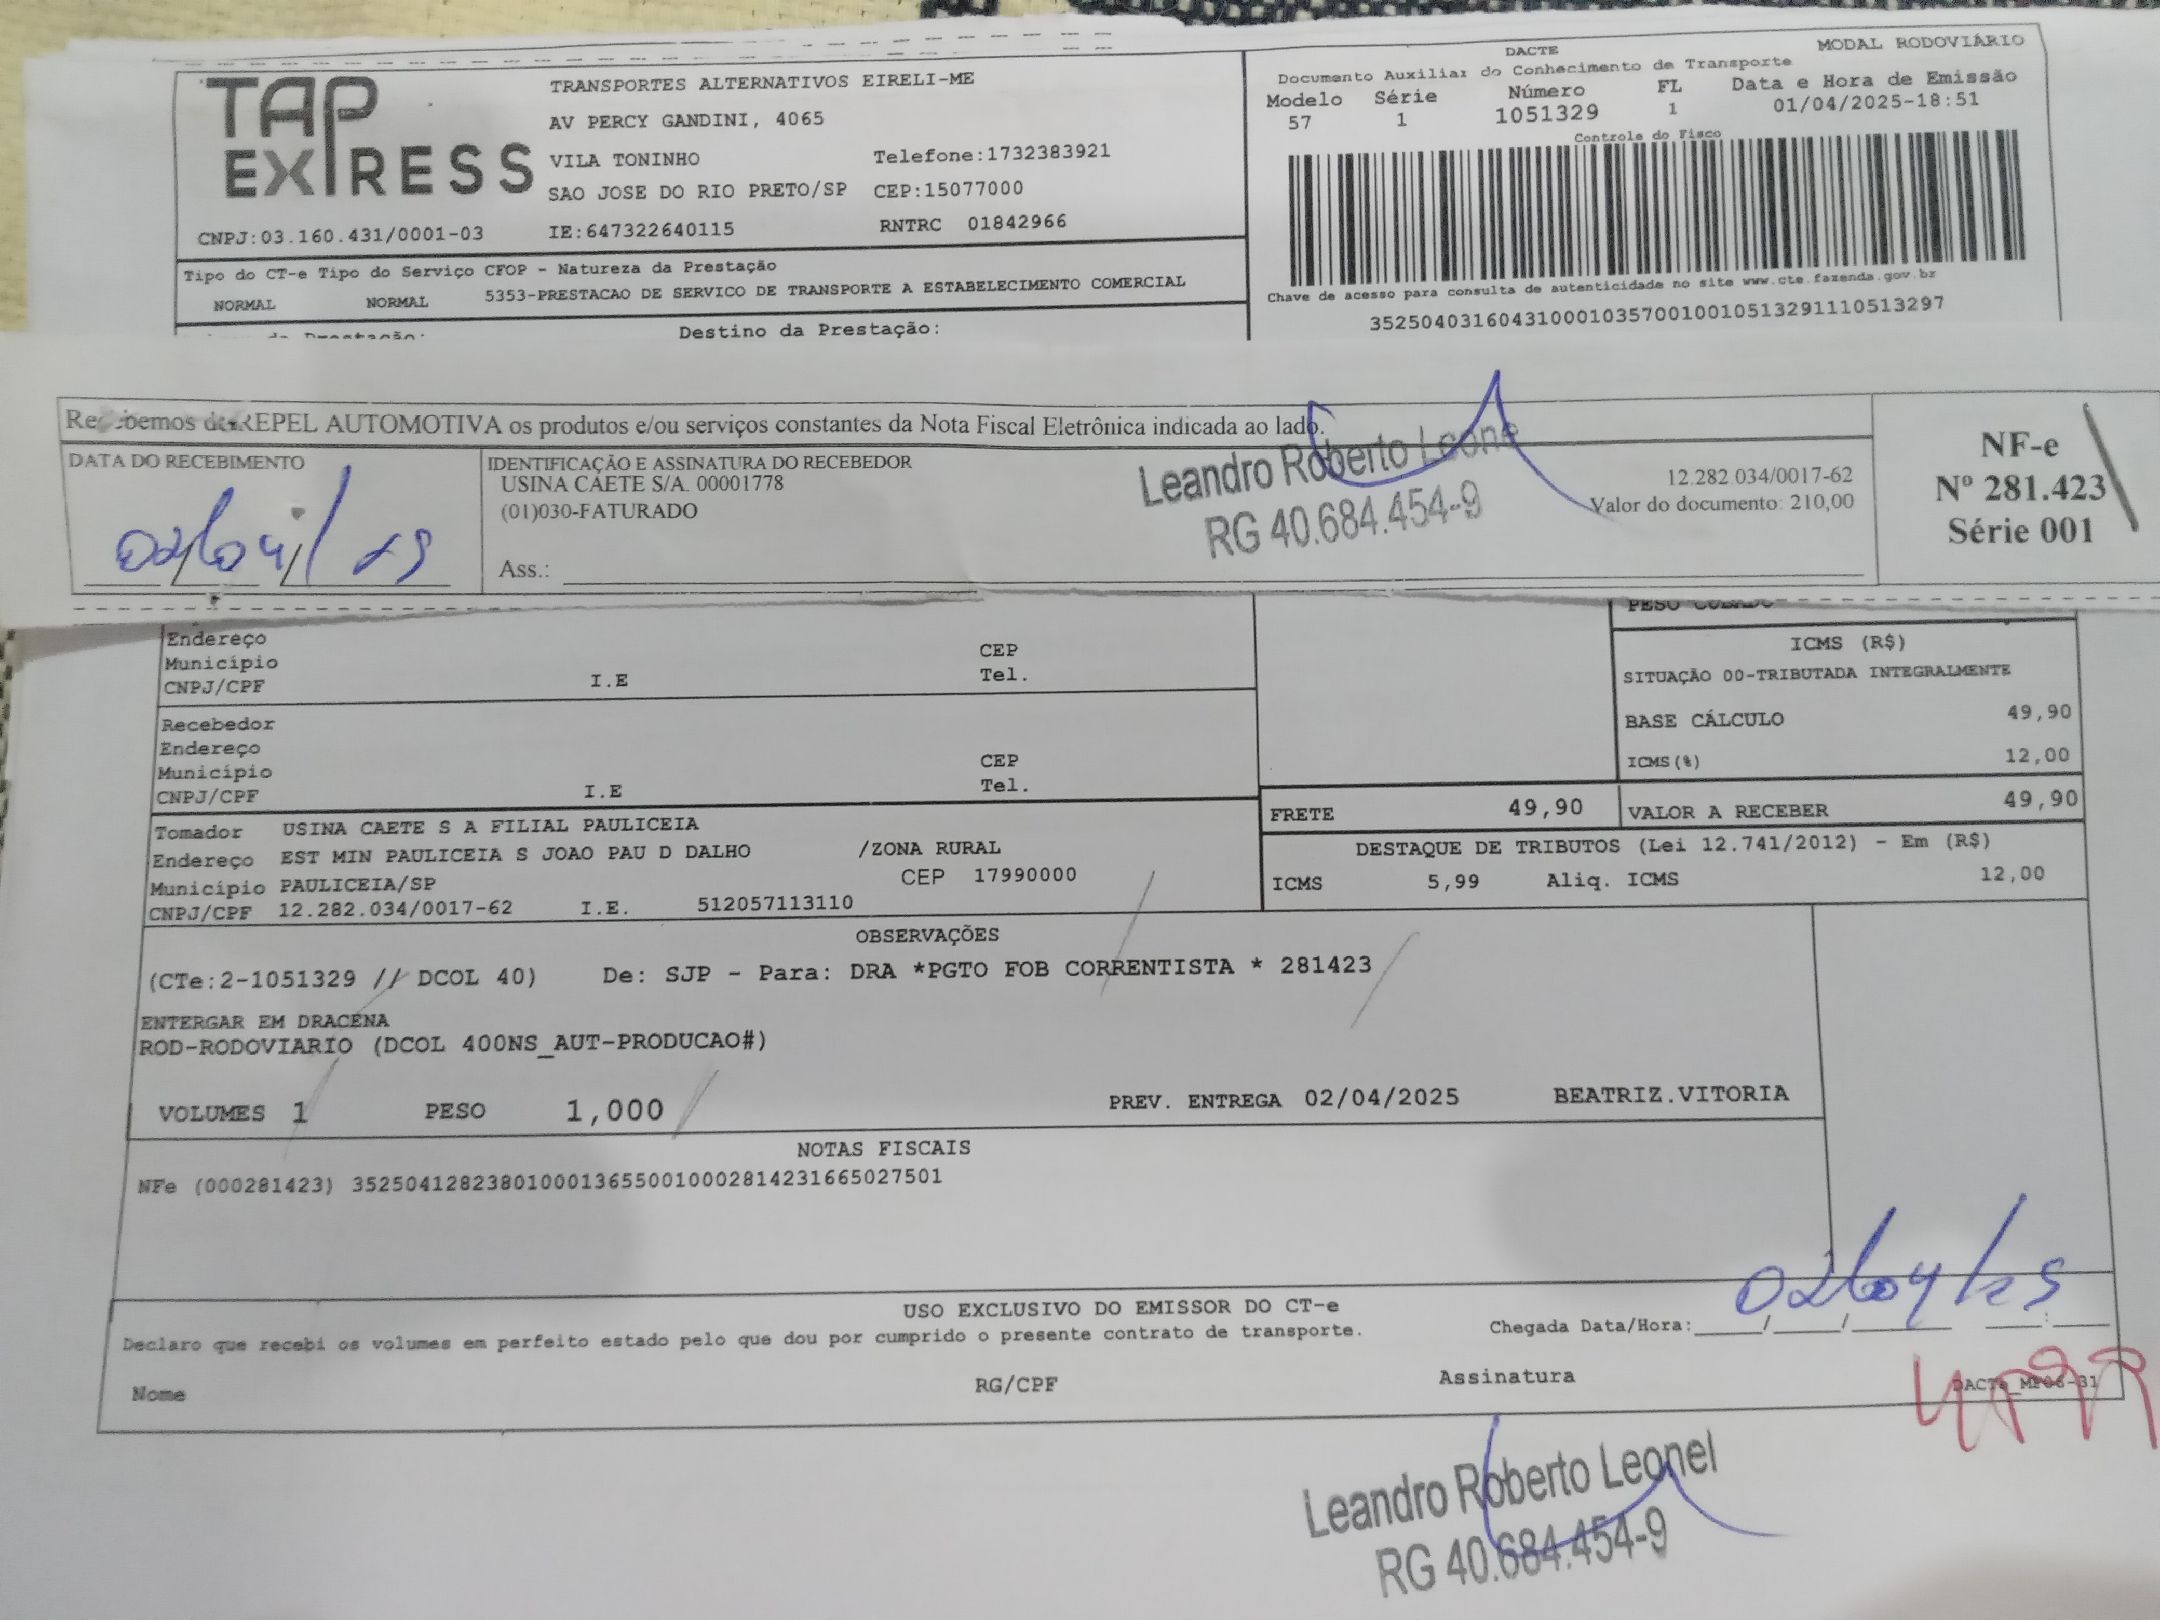 TAP EXPRESS
TRANSPORTES ALTERNATIVOS EIRELI-ME
AV PERCY GANDINI, 4065
VILA TONINHO Telefone:1732383921
SAO JOSE DO RIO PRETO/SP CEP:15077000
CNPJ:03.160.431/0001-03 IE:647322640115 RNTRC 01842966
Tipo do CT-e Tipo do Serviço CFOP - Natureza da Prestação
NORMAL NORMAL 5353-PRESTACAO DE SERVICO DE TRANSPORTE A ESTABELECIMENTO COMERCIAL
da Prestação: Destino da Prestação:
DACTE MODAL RODOVIÁRIO
Documento Auxiliar do Conhecimento de Transporte
Modelo Série Número FL Data e Hora de Emissão
57 1 1051329 1 01/04/2025-18:51
Controle do Fisco
Chave de acesso para consulta de autenticidade no site www.cte.fazenda.gov.br
35250403160431000103570010010513291110513297
Recebemos de REPEL AUTOMOTIVA os produtos e/ou serviços constantes da Nota Fiscal Eletrônica indicada ao lado.
DATA DO RECEBIMENTO
02/04/25
IDENTIFICAÇÃO E ASSINATURA DO RECEBEDOR
USINA CAETE S/A. 00001778
(01)030-FATURADO
Ass.:
Leandro Roberto Leone
RG 40.684.454-9
12.282.034/0017-62
Valor do documento: 210,00
NF-e
Nº 281.423
Série 001
Endereço
Município CEP
CNPJ/CPF I.E Tel.
Recebedor
Endereço
Município CEP
CNPJ/CPF I.E Tel.
PESO CUBADO
ICMS (R$)
SITUAÇÃO 00-TRIBUTADA INTEGRALMENTE
BASE CÁLCULO 49,90
ICMS(%) 12,00
FRETE 49,90 VALOR A RECEBER 49,90
DESTAQUE DE TRIBUTOS (Lei 12.741/2012) - Em (R$)
ICMS 5,99 Aliq. ICMS 12,00
Tomador USINA CAETE S A FILIAL PAULICEIA
Endereço EST MIN PAULICEIA S JOAO PAU D DALHO /ZONA RURAL
Município PAULICEIA/SP CEP 17990000
CNPJ/CPF 12.282.034/0017-62 I.E. 512057113110
OBSERVAÇÕES
(CTe:2-1051329 // DCOL 40) De: SJP - Para: DRA *PGTO FOB CORRENTISTA * 281423
ENTERGAR EM DRACENA
ROD-RODOVIARIO (DCOL 400NS_AUT-PRODUCAO#)
VOLUMES 1 PESO 1,000 PREV. ENTREGA 02/04/2025 BEATRIZ.VITORIA
NOTAS FISCAIS
NFe (000281423) 35250412823801000136550010002814231665027501
USO EXCLUSIVO DO EMISSOR DO CT-e
Declaro que recebi os volumes em perfeito estado pelo que dou por cumprido o presente contrato de transporte.
Chegada Data/Hora: 02/04/25
Nome RG/CPF Assinatura DACTe_MP06-31
Leandro Roberto Leonel
RG 40.684.454-9